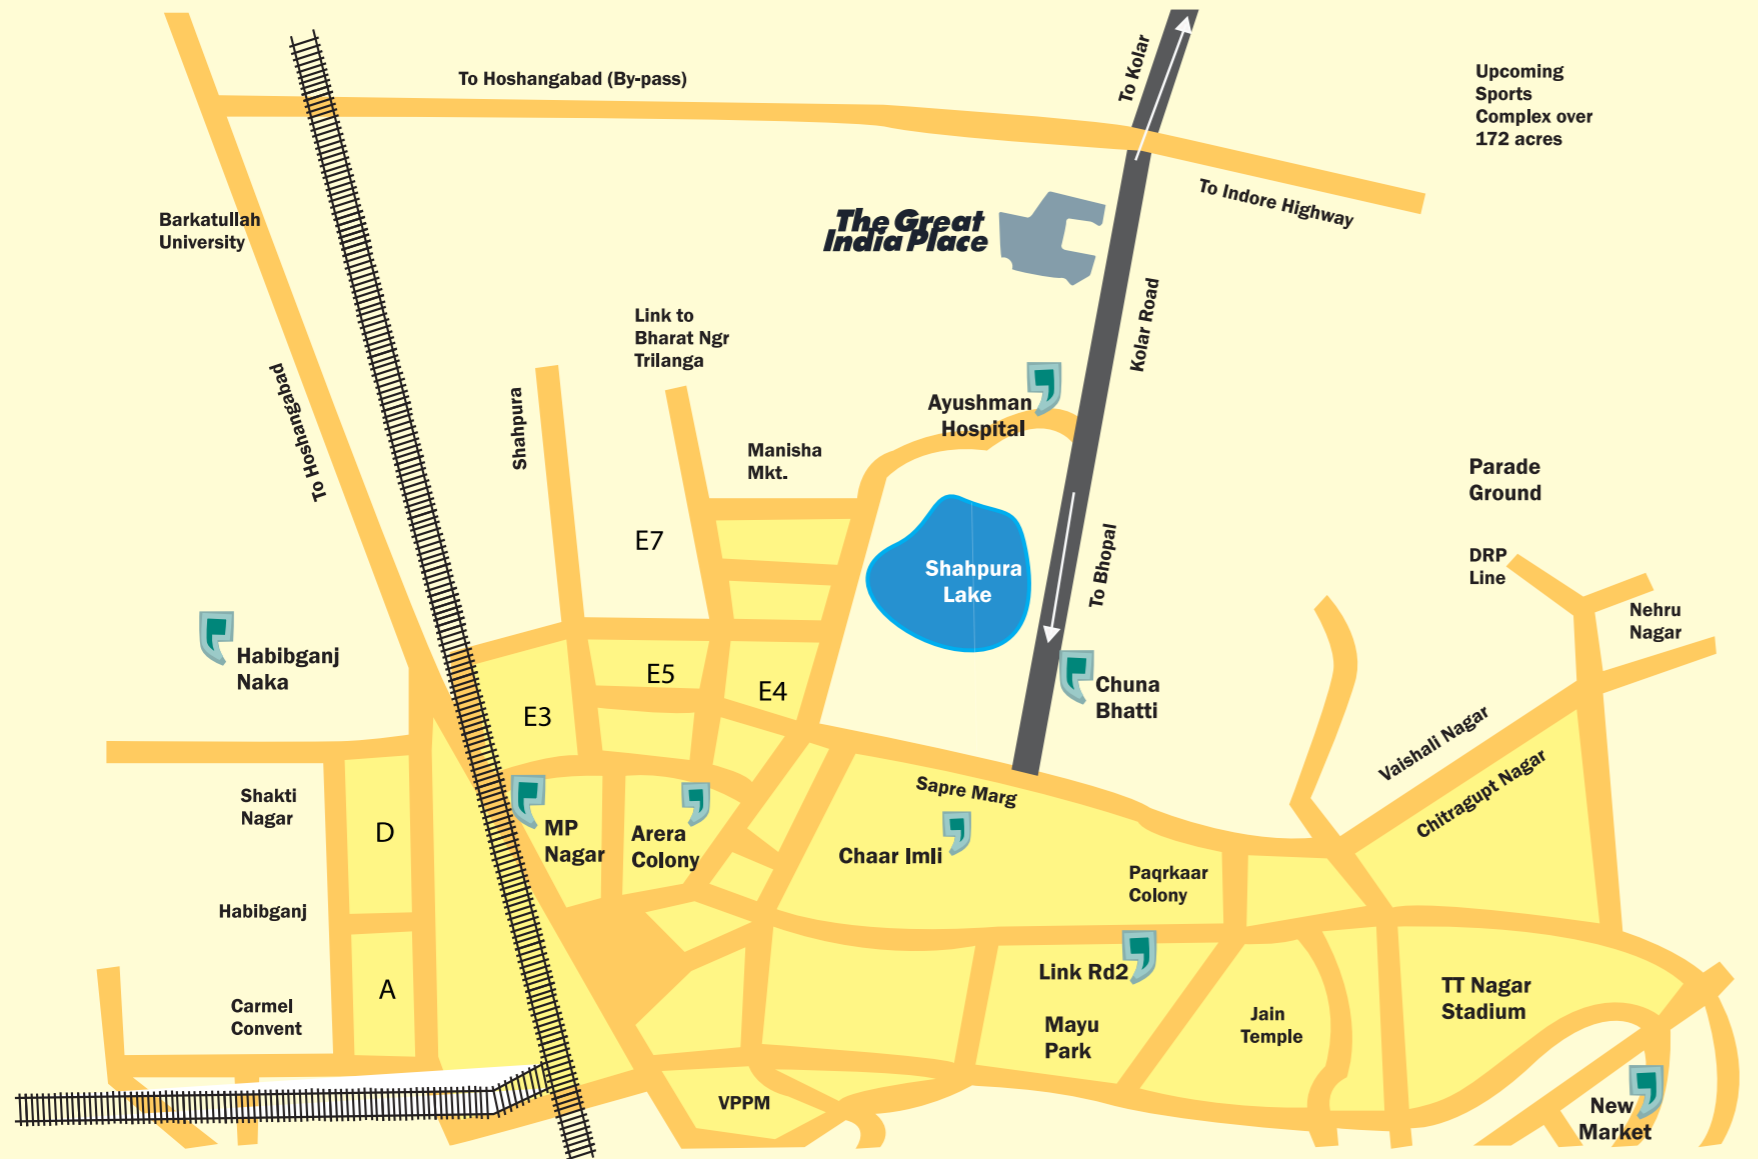 To Hoshangabad (By-pass)
To Kolar
Upcoming
Sports
Complex over
172 acres
To Indore Highway
Barkatullah
University
The Great
India Place
Kolar Road
Link to
Bharat Ngr
Trilanga
To Hoshangabad
Shahpura
Ayushman
Hospital
Manisha
Mkt.
Parade
Ground
E7
Shahpura
Lake
To Bhopal
DRP
Line
Nehru
Nagar
Habibganj
Naka
E5
E4
E3
Chuna
Bhatti
Vaishali Nagar
Chitragupt Nagar
Sapre Marg
Shakti
Nagar
D
MP
Nagar
Arera
Colony
Chaar Imli
Paqrkaar
Colony
Habibganj
Link Rd2
A
TT Nagar
Stadium
Carmel
Convent
Mayu
Park
Jain
Temple
VPPM
New
Market